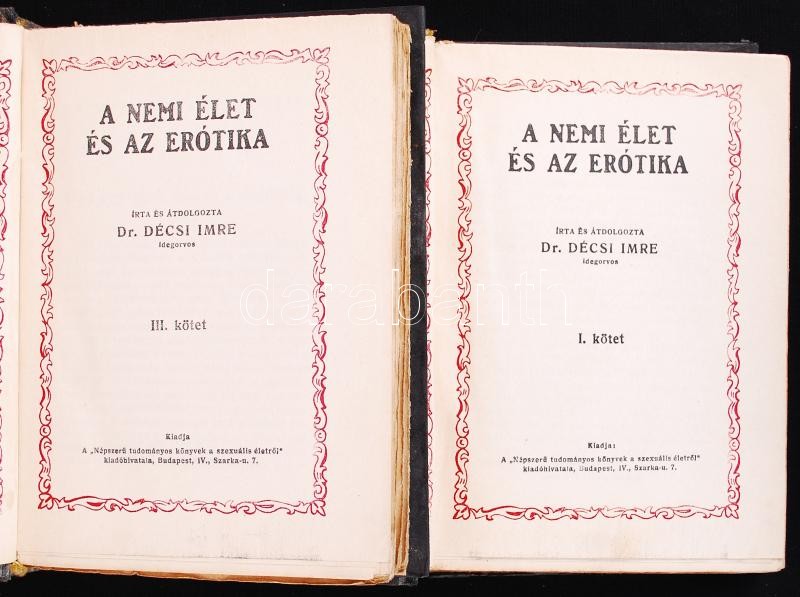 A NEMI ÉLET
ÉS AZ ERÓTIKA
ÍRTA ÉS ÁTDOLGOZTA
Dr. DÉCSI IMRE
idegorvos
III. kötet
Kiadja
A „Népszerű tudományos könyvek a szexuális életről"
kiadóhivatala, Budapest, IV., Szarka-u. 7.
A NEMI ÉLET
ÉS AZ ERÓTIKA
ÍRTA ÉS ÁTDOLGOZTA
Dr. DÉCSI IMRE
idegorvos
I. kötet
Kiadja:
A „Népszerű tudományos könyvek a szexuális életről"
kiadóhivatala, Budapest, IV., Szarka-u. 7.
darabanth